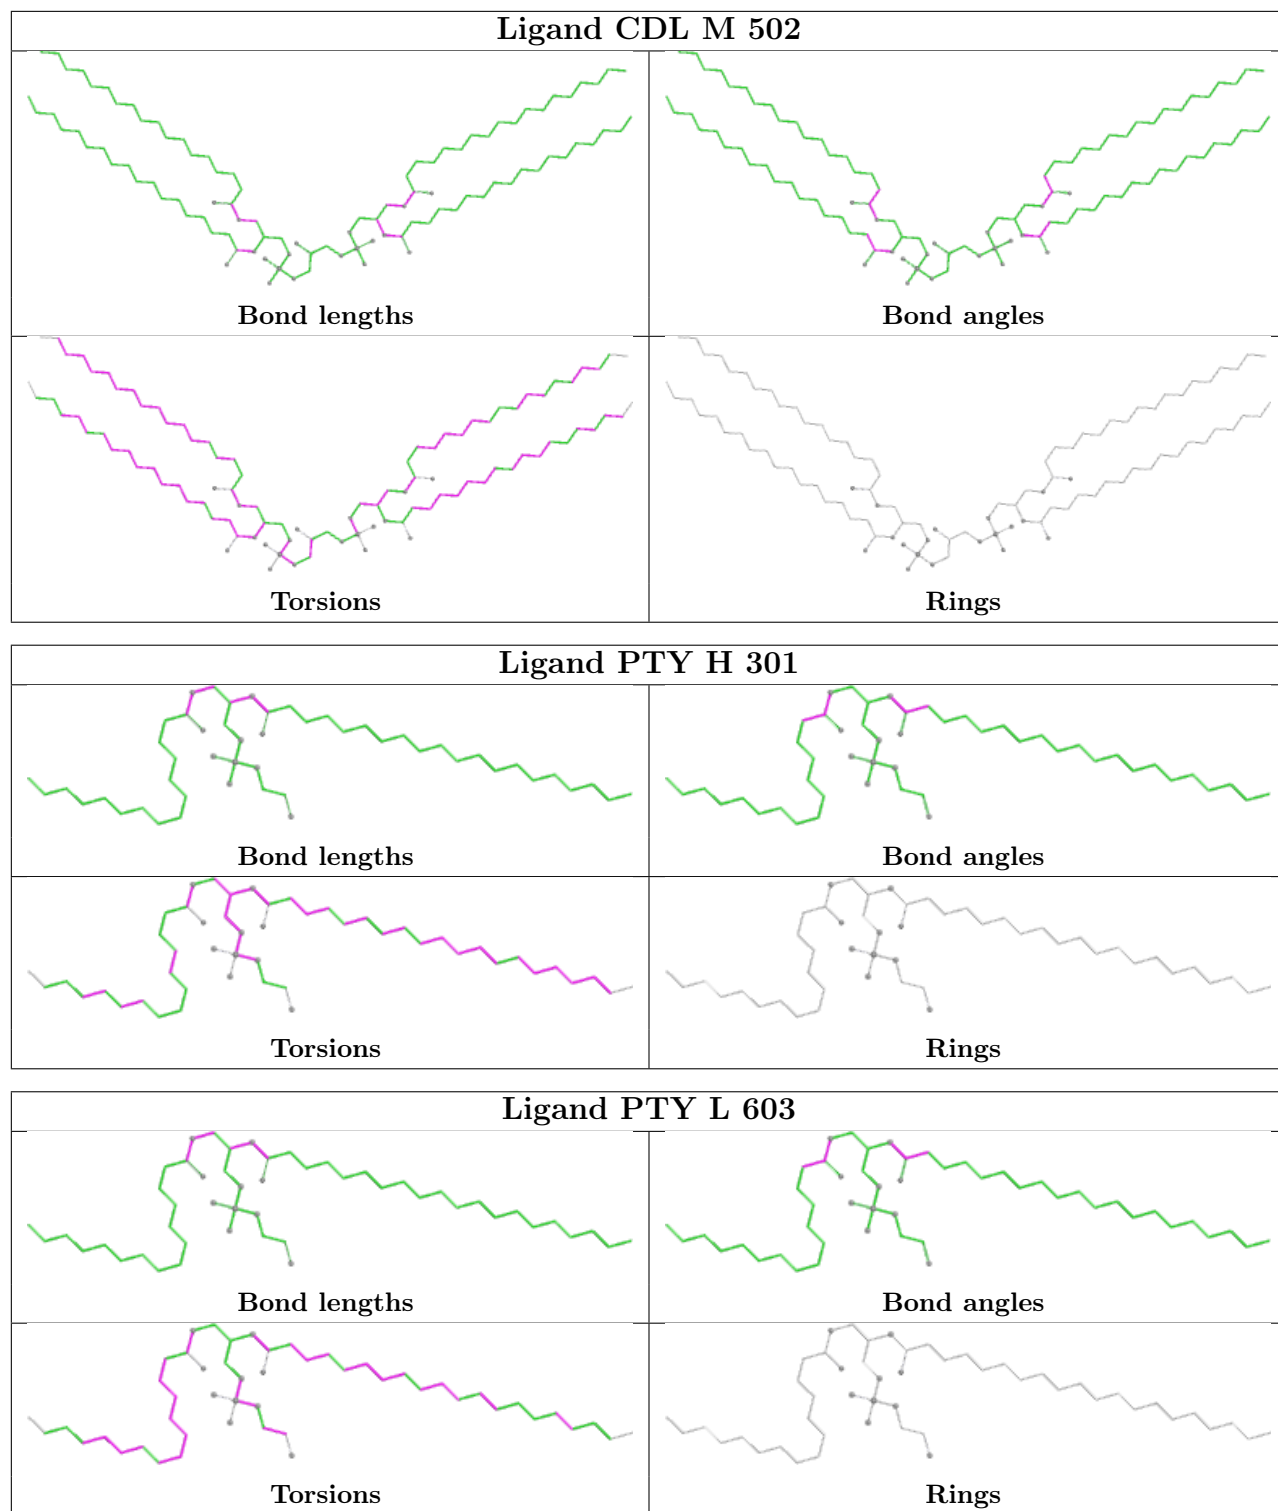 Ligand CDL M 502
Bond lengths
Bond angles
Torsions
Rings
Ligand PTY H 301
Bond lengths
Bond angles
Torsions
Rings
Ligand PTY L 603
Bond lengths
Bond angles
Torsions
Rings